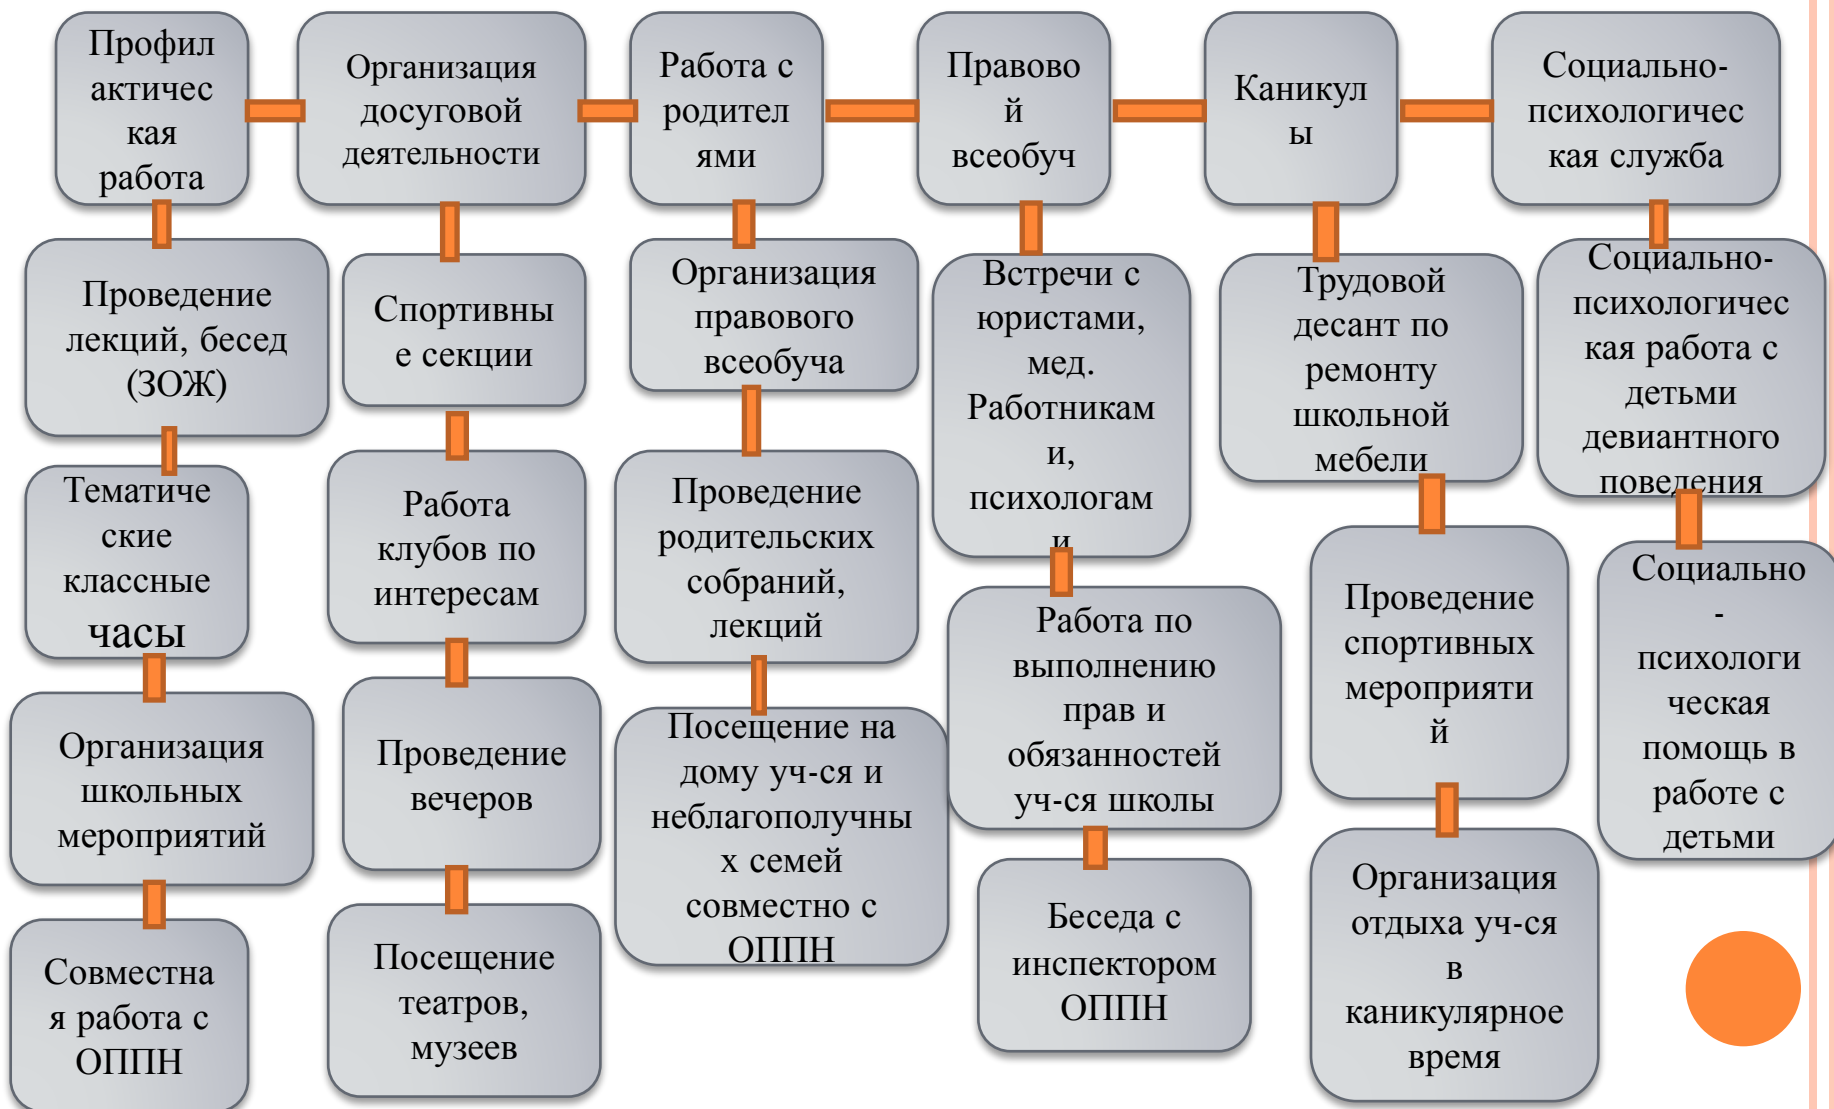 Профил
актичес
кая
работа
Организация
досуговой
деятельности
Работа с
родител
ями
Правово
й
всеобуч
Каникул
ы
Социально-
психологичес
кая служба
Проведение
лекций, бесед
(ЗОЖ)
Тематиче
ские
классные
часы
Организация
школьных
мероприятий
Совместна
я работа с
ОППН
Спортивны
е секции
Работа
клубов по
интересам
Проведение
вечеров
Посещение
театров,
музеев
Организация
правового
всеобуча
Проведение
родительских
собраний,
лекций
Посещение на
дому уч-ся и
неблагополучны
х семей
совместно с
ОППН
Встречи с
юристами,
мед.
Работникам
и,
психологам
и
Работа по
выполнению
прав и
обязанностей
уч-ся школы
Беседа с
инспектором
ОППН
Трудовой
десант по
ремонту
школьной
мебели
Проведение
спортивных
мероприяти
й
Организация
отдыха уч-ся
в
каникулярное
время
Социально-
психологичес
кая работа с
детьми
девиантного
поведения
Социально
-
психологи
ческая
помощь в
работе с
детьми